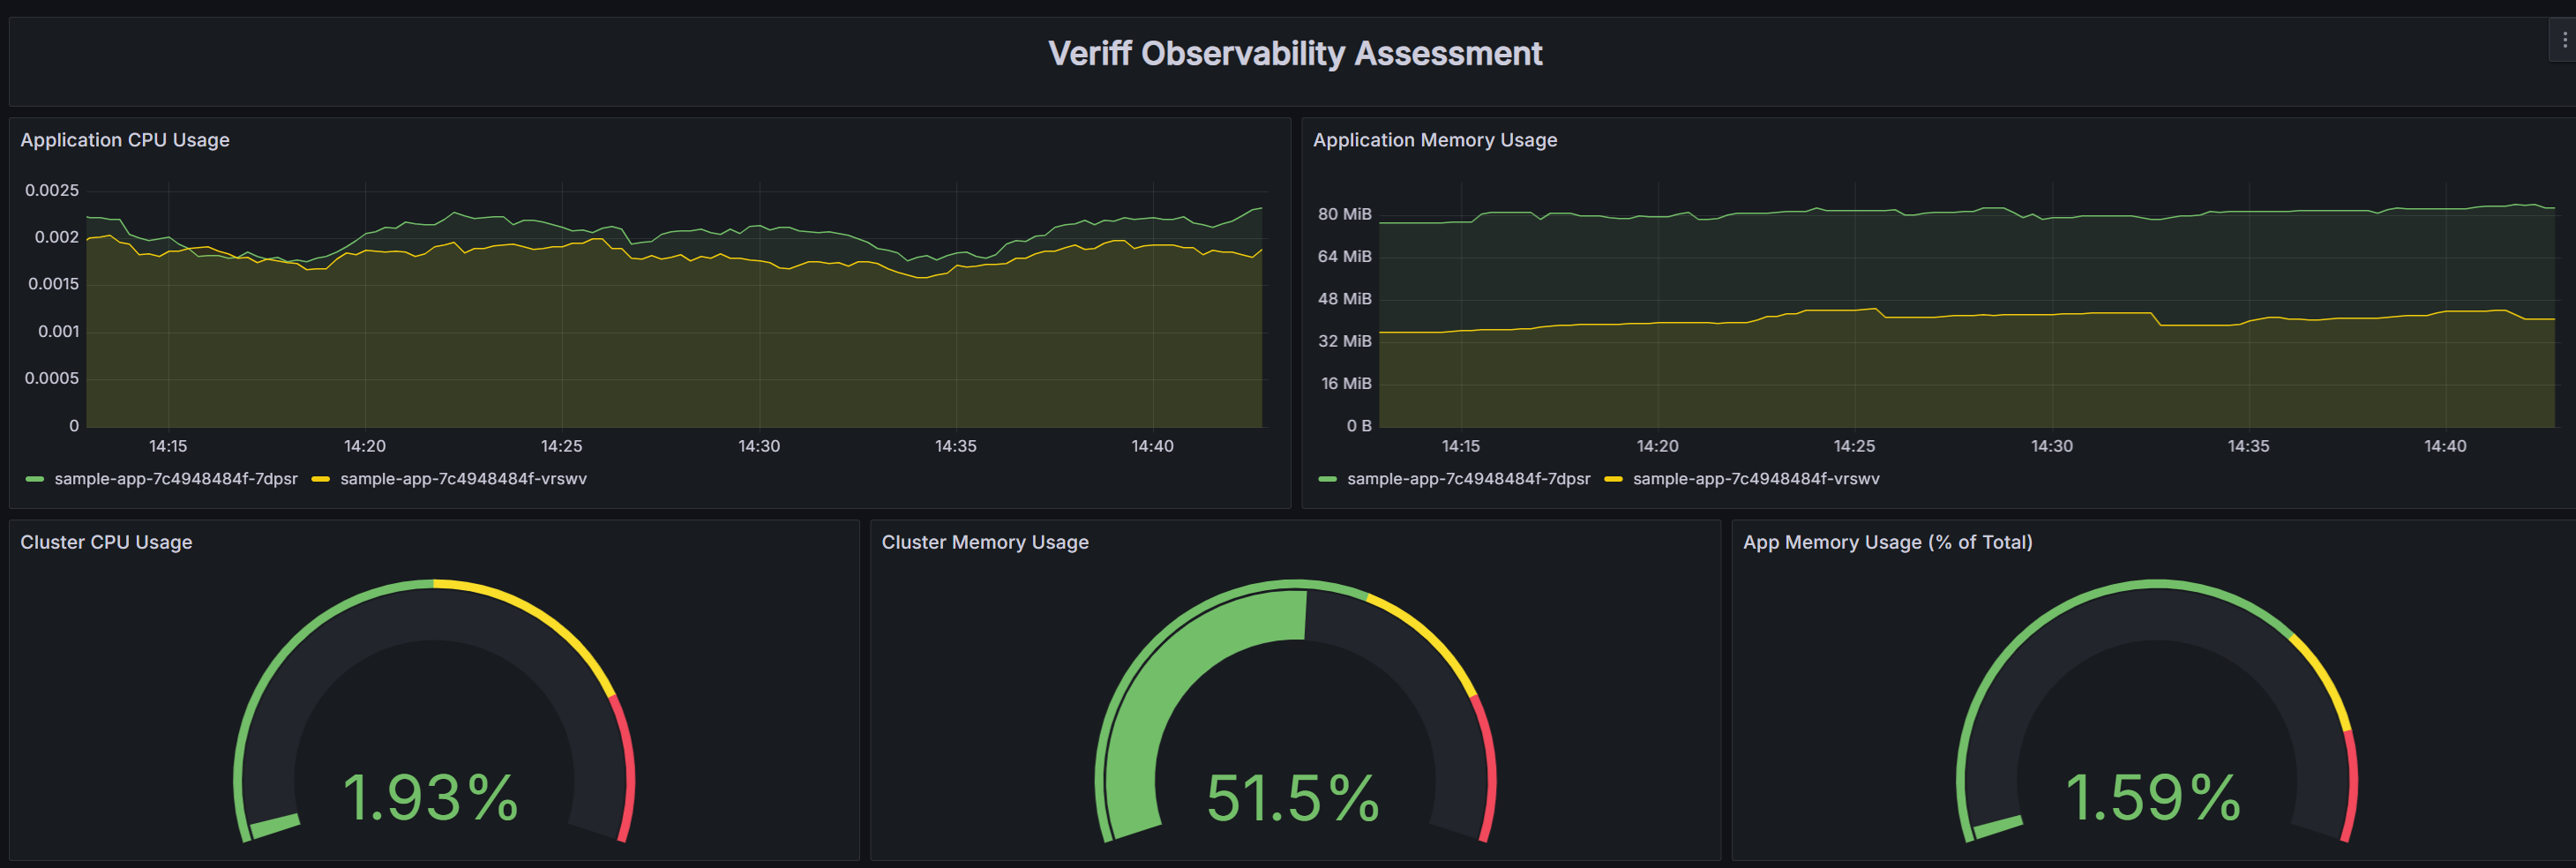 Veriff Observability Assessment
Application CPU Usage
0.0025
0.002
0.0015
0.001
0.0005
0
14:15 14:20 14:25 14:30 14:35 14:40
sample-app-7c4948484f-7dpsr sample-app-7c4948484f-vrswv
Application Memory Usage
80 MiB
64 MiB
48 MiB
32 MiB
16 MiB
0 B
14:15 14:20 14:25 14:30 14:35 14:40
sample-app-7c4948484f-7dpsr sample-app-7c4948484f-vrswv
Cluster CPU Usage
1.93%
Cluster Memory Usage
51.5%
App Memory Usage (% of Total)
1.59%